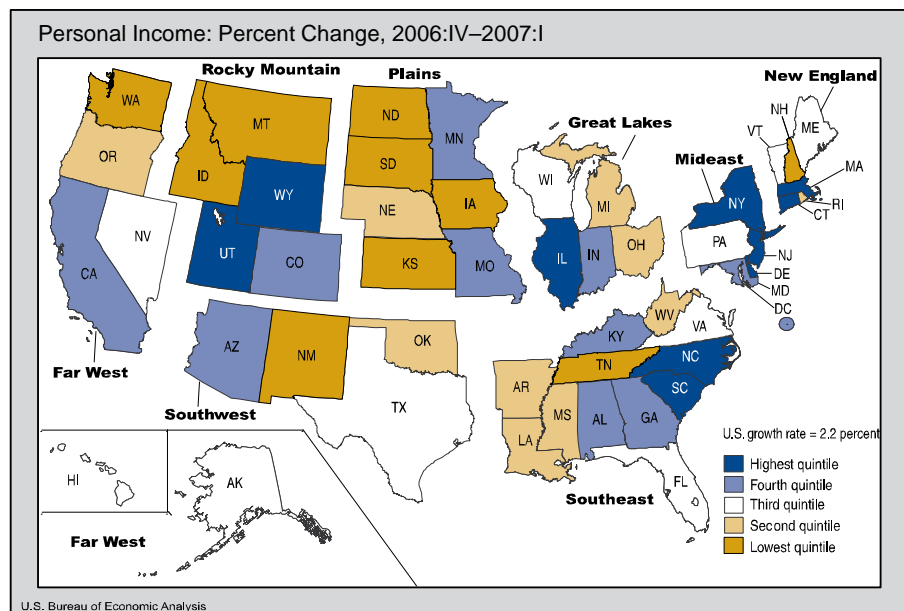 Personal Income: Percent Change, 2006:IV–2007:I
Rocky Mountain
Plains
New England
WA
MT
ND
MN
NH
ME
VT
Great Lakes
OR
ID
SD
WI
Mideast
MA
WY
NE
IA
MI
NY
RI
CT
NV
UT
CO
KS
MO
IL
IN
OH
PA
NJ
DE
MD
DC
CA
WV
VA
KY
AZ
NM
OK
TN
NC
Far West
AR
SC
Southwest
TX
MS
AL
GA
LA
U.S. growth rate = 2.2 percent
Highest quintile
Fourth quintile
Third quintile
Second quintile
Lowest quintile
HI
AK
FL
Southeast
Far West
U.S. Bureau of Economic Analysis